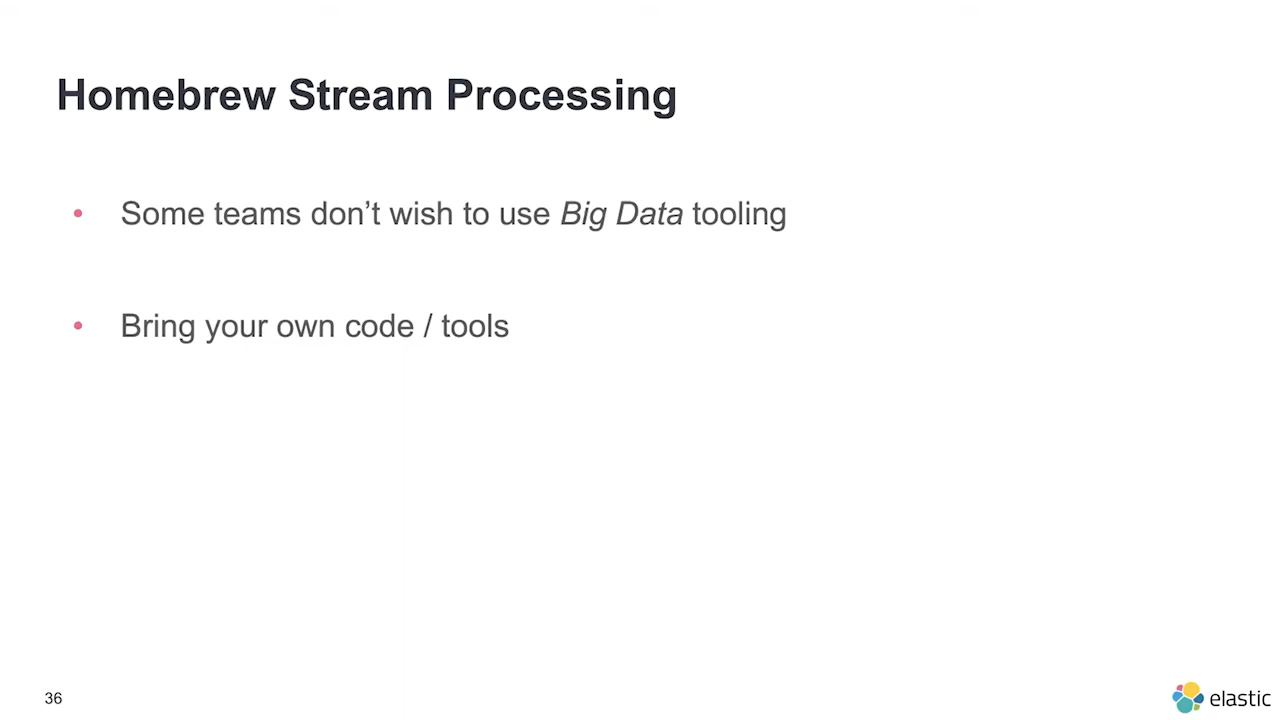 Homebrew Stream Processing
• Some teams don’t wish to use Big Data tooling
• Bring your own code / tools
36
elastic